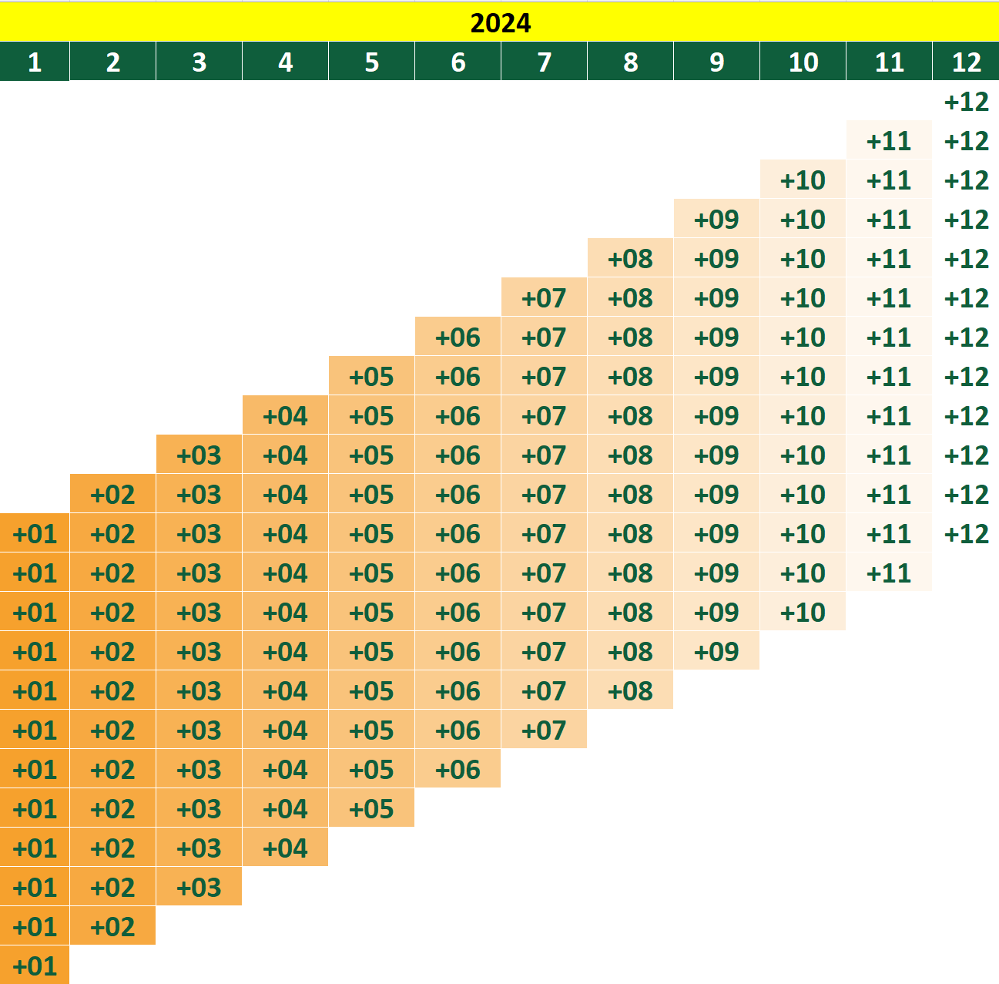 2024
1 2 3 4 5 6 7 8 9 10 11 12
+12
+11 +12
+10 +11 +12
+09 +10 +11 +12
+08 +09 +10 +11 +12
+07 +08 +09 +10 +11 +12
+06 +07 +08 +09 +10 +11 +12
+05 +06 +07 +08 +09 +10 +11 +12
+04 +05 +06 +07 +08 +09 +10 +11 +12
+03 +04 +05 +06 +07 +08 +09 +10 +11 +12
+02 +03 +04 +05 +06 +07 +08 +09 +10 +11 +12
+01 +02 +03 +04 +05 +06 +07 +08 +09 +10 +11 +12
+01 +02 +03 +04 +05 +06 +07 +08 +09 +10 +11
+01 +02 +03 +04 +05 +06 +07 +08 +09 +10
+01 +02 +03 +04 +05 +06 +07 +08 +09
+01 +02 +03 +04 +05 +06 +07 +08
+01 +02 +03 +04 +05 +06 +07
+01 +02 +03 +04 +05 +06
+01 +02 +03 +04 +05
+01 +02 +03 +04
+01 +02 +03
+01 +02
+01